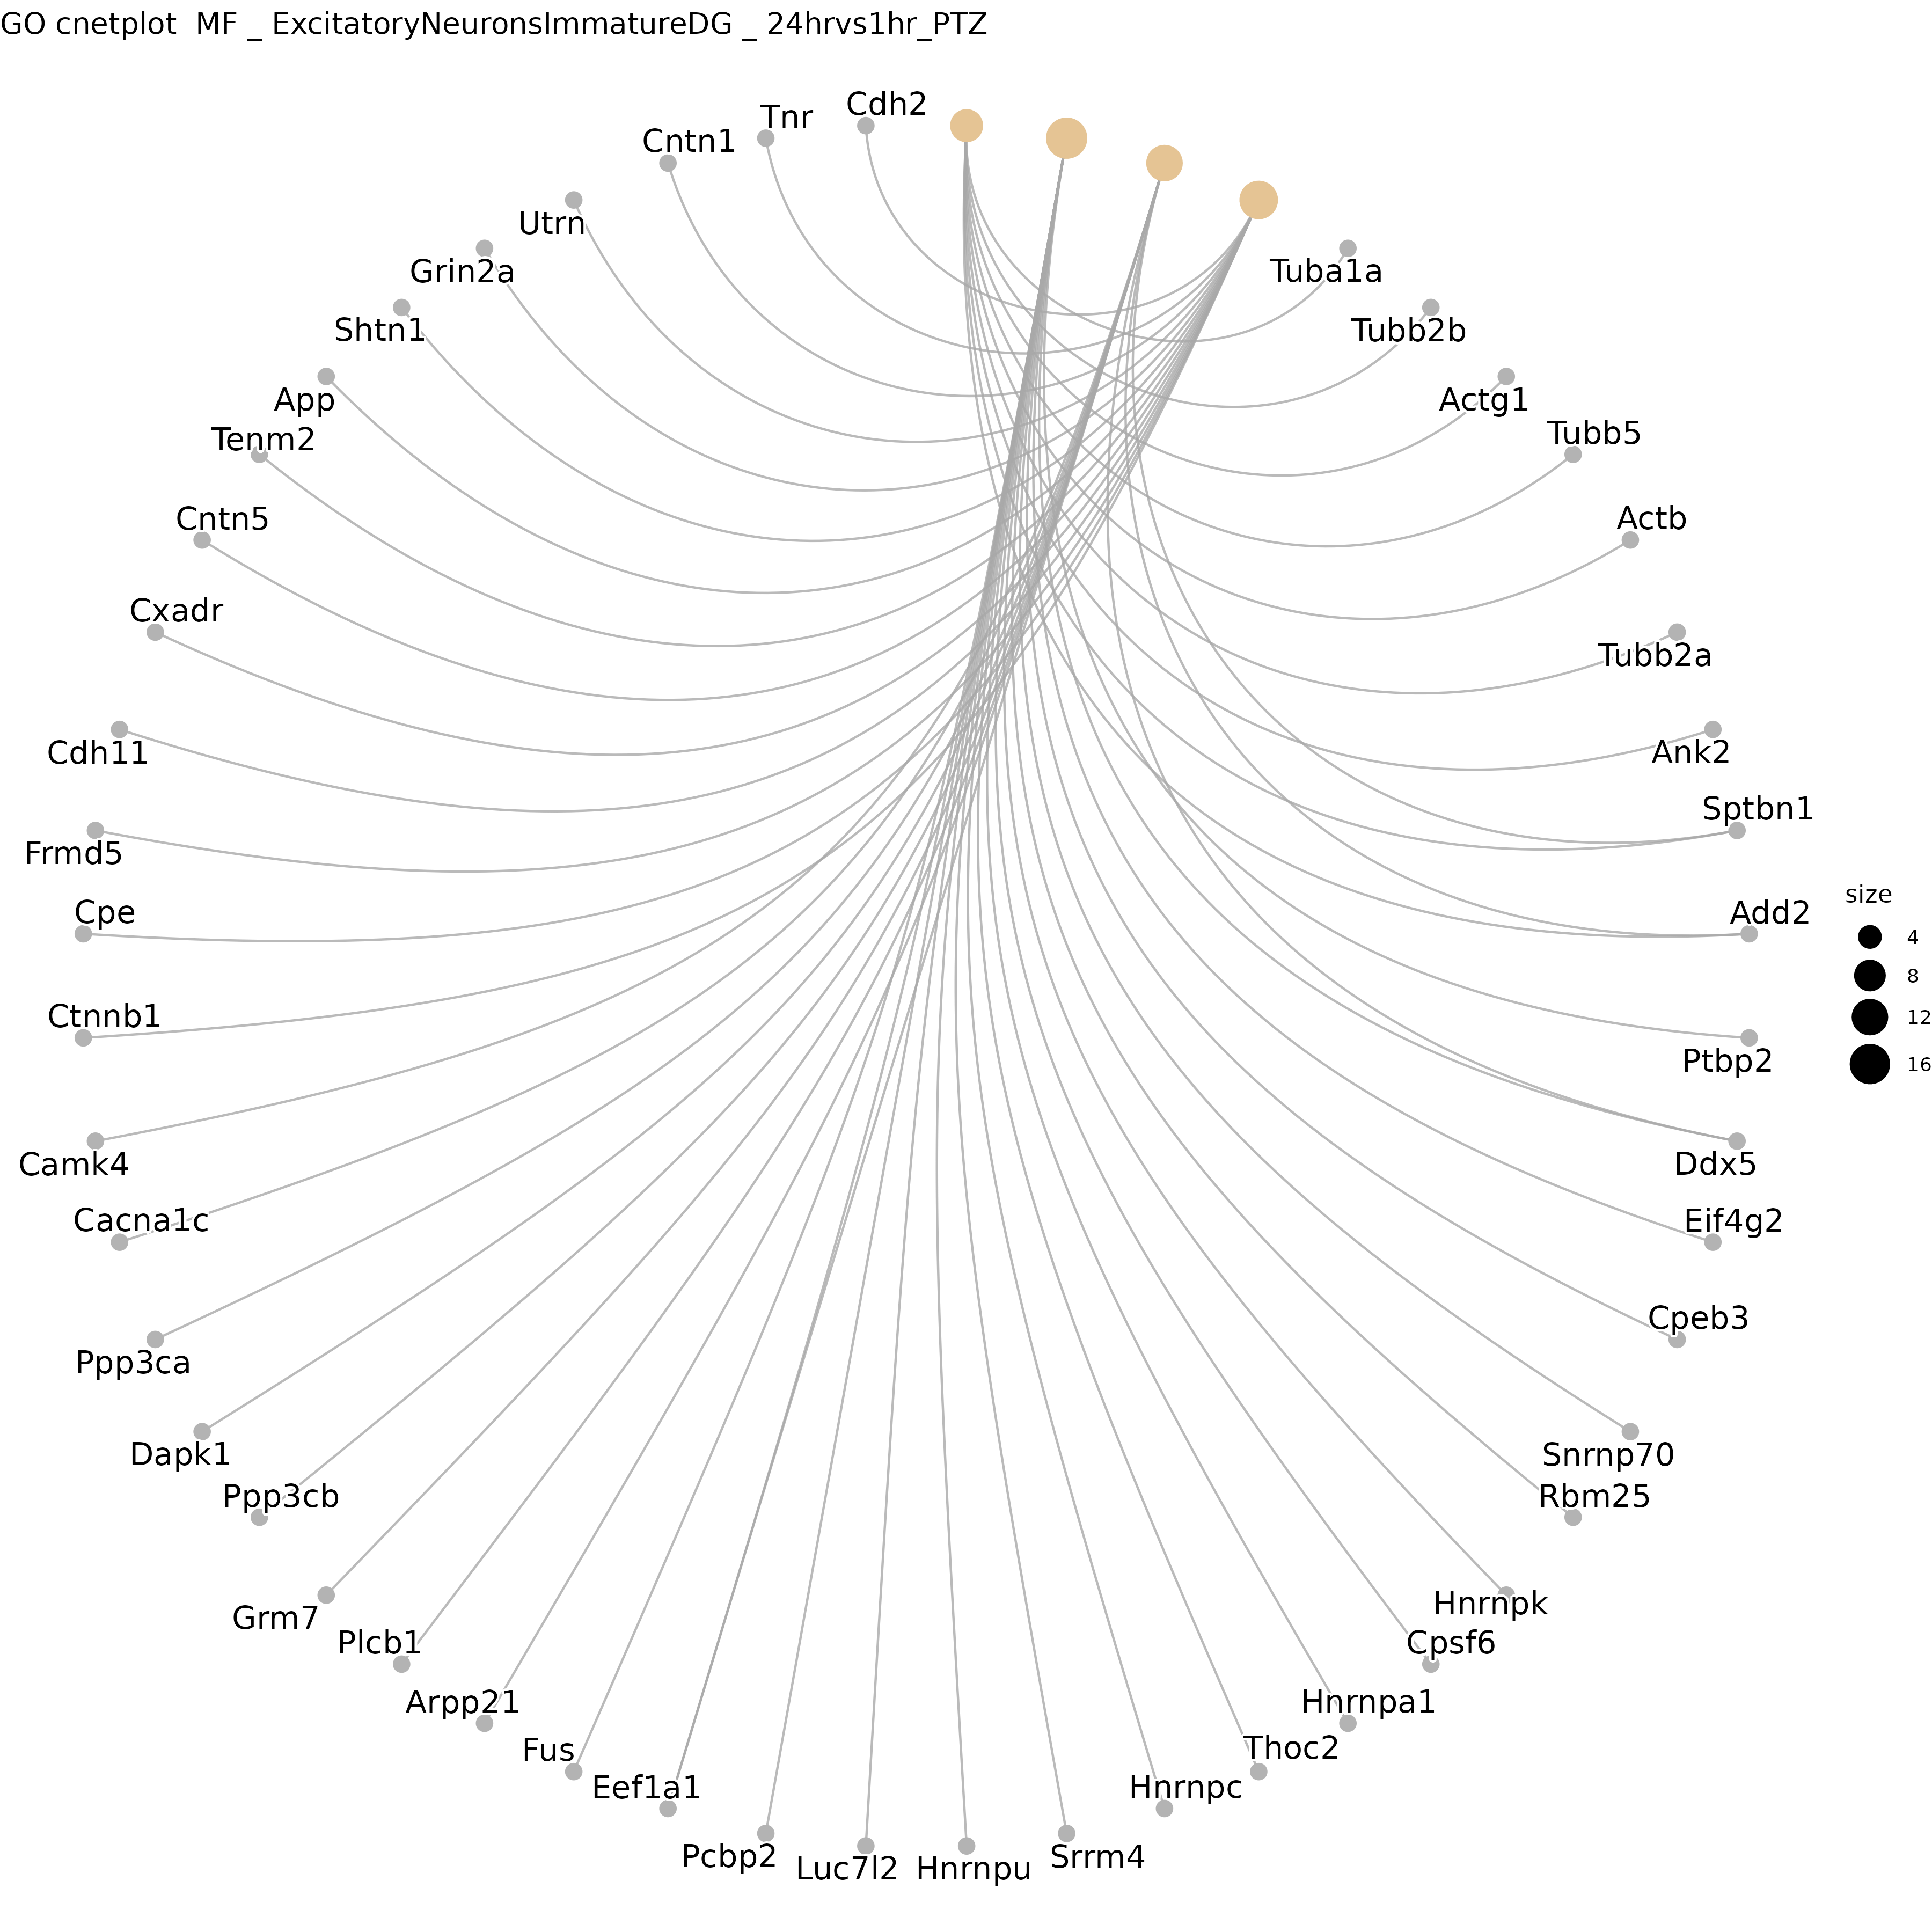 GO cnetplot  MF _ ExcitatoryNeuronsImmatureDG _ 24hrvs1hr_PTZ
Cdh2
Tnr
Cntn1
Utrn
Grin2a
Shtn1
App
Tenm2
Cntn5
Cxadr
Cdh11
Frmd5
Cpe
Ctnnb1
Camk4
Cacna1c
Ppp3ca
Dapk1
Ppp3cb
Grm7
Plcb1
Arpp21
Fus
Eef1a1
Pcbp2
Luc7l2
Hnrnpu
Srrm4
Hnrnpc
Thoc2
Hnrnpa1
Cpsf6
Hnrnpk
Rbm25
Snrnp70
Cpeb3
Eif4g2
Ddx5
Ptbp2
Add2
Sptbn1
Ank2
Tubb2a
Actb
Tubb5
Actg1
Tubb2b
Tuba1a
size
4
8
12
16